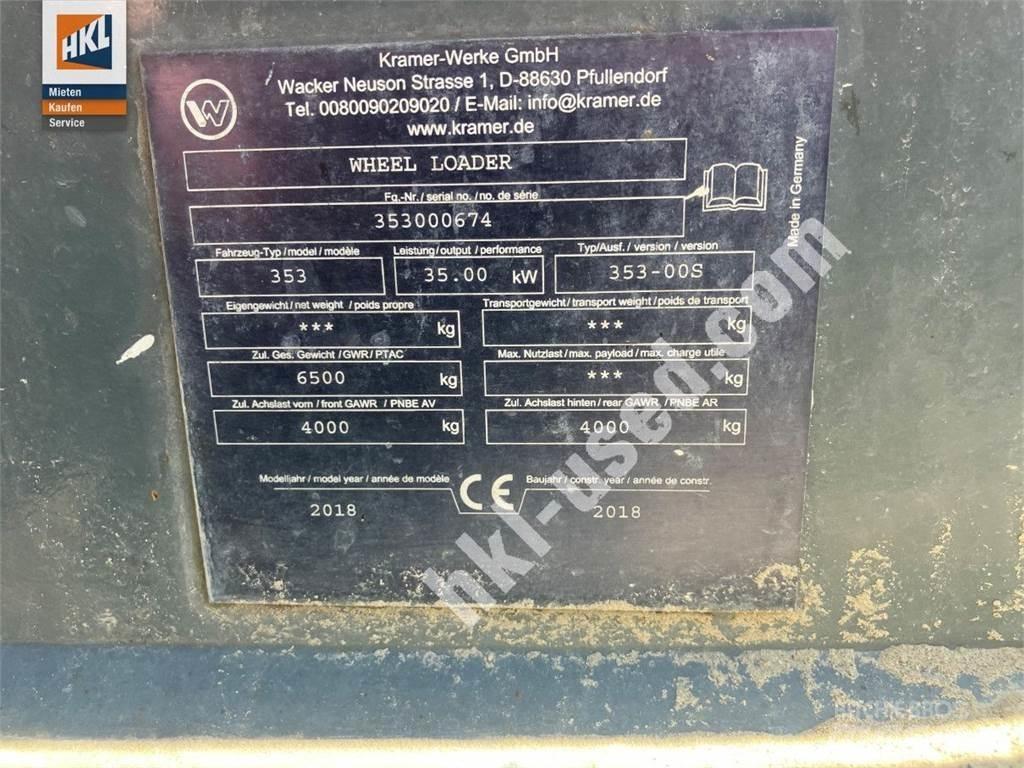 HKL
Mieten
Kaufen
Service
Kramer-Werke GmbH
Wacker Neuson Strasse 1, D-88630 Pfullendorf
Tel. 0080090209020 / E-Mail: info@kramer.de
www.kramer.de
WHEEL LOADER
Fg.-Nr. / serial no. / no. de série
353000674
Made in Germany
Fahrzeug-Typ / model / modèle
Leistung / output / performance
Typ/Ausf. / version / version
353
35.00 kW
353-00S
Eigengewicht / net weight / poids propre
Transportgewicht / transport weight / poids de transport
*** kg
*** kg
Zul. Ges. Gewicht / GWR / PTAC
Max. Nutzlast / max. payload / max. charge utile
6500 kg
*** kg
Zul. Achslast vorn / front GAWR / PNBE AV
Zul. Achslast hinten / rear GAWR / PNBE AR
4000 kg
4000 kg
Modelljahr / model year / année de modèle
CE
Baujahr / constr. year / année de constr.
2018
2018
hkl-used.com